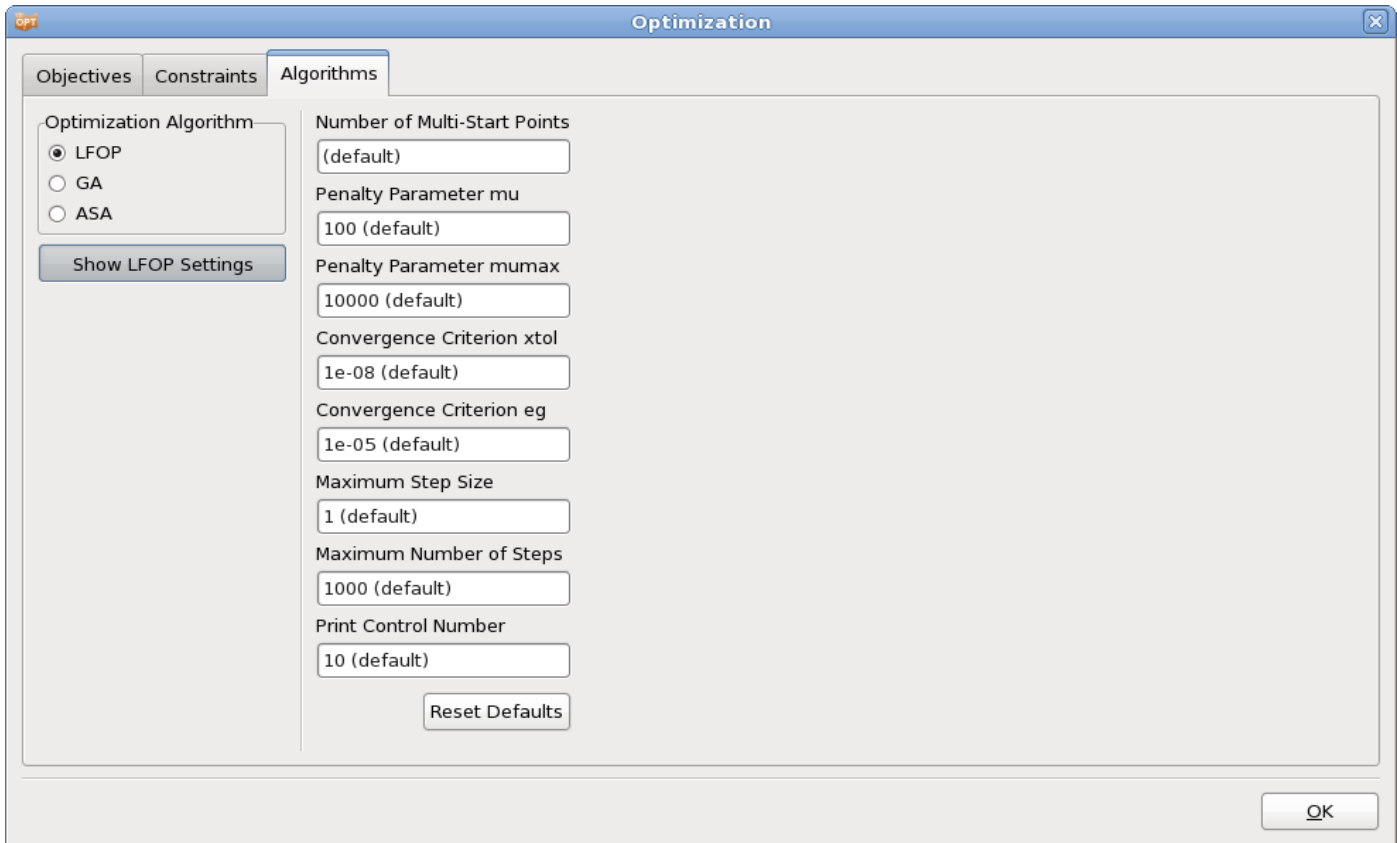 OPT
Optimization
Objectives
Constraints
Algorithms
Optimization Algorithm
LFOP
GA
ASA
Show LFOP Settings
Number of Multi-Start Points
(default)
Penalty Parameter mu
100 (default)
Penalty Parameter mumax
10000 (default)
Convergence Criterion xtol
1e-08 (default)
Convergence Criterion eg
1e-05 (default)
Maximum Step Size
1 (default)
Maximum Number of Steps
1000 (default)
Print Control Number
10 (default)
Reset Defaults
OK